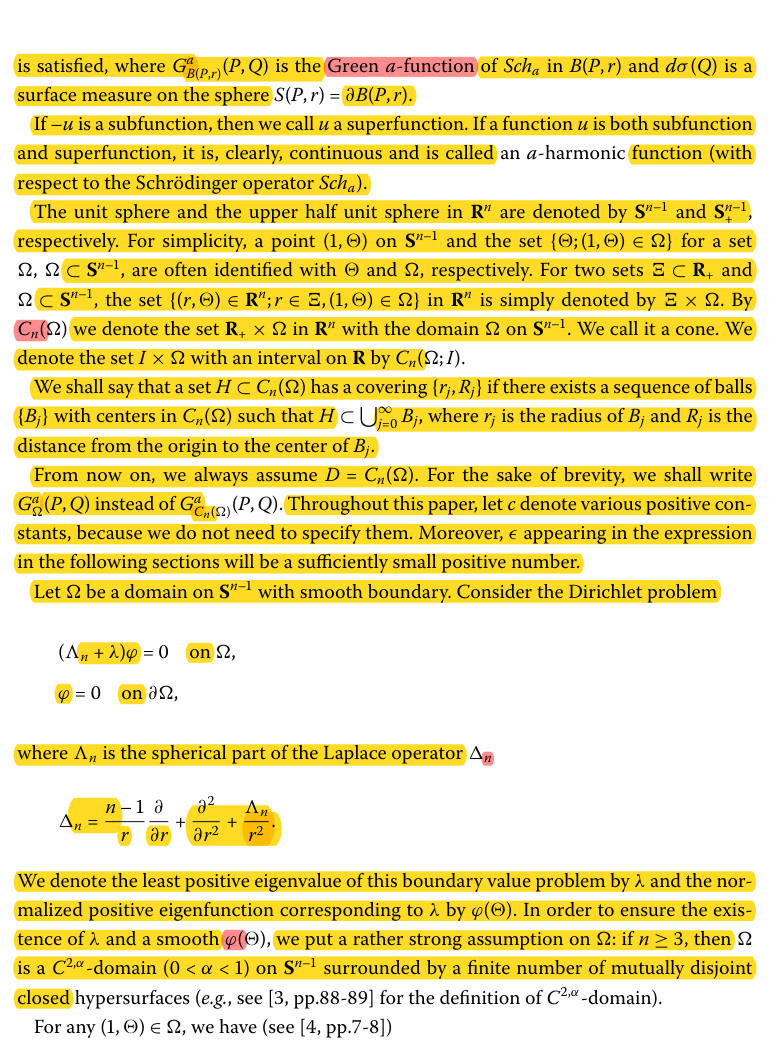 is satisfied, where G^a_{B(P,r)}(P, Q) is the Green a-function of Sch_a in B(P, r) and dσ(Q) is a
surface measure on the sphere S(P, r) = ∂B(P, r).
If –u is a subfunction, then we call u a superfunction. If a function u is both subfunction
and superfunction, it is, clearly, continuous and is called an a-harmonic function (with
respect to the Schrödinger operator Sch_a).
The unit sphere and the upper half unit sphere in R^n are denoted by S^{n–1} and S^{n–1}_+,
respectively. For simplicity, a point (1, Θ) on S^{n–1} and the set {Θ; (1, Θ) ∈ Ω} for a set
Ω, Ω ⊂ S^{n–1}, are often identified with Θ and Ω, respectively. For two sets Ξ ⊂ R_+ and
Ω ⊂ S^{n–1}, the set {(r, Θ) ∈ R^n; r ∈ Ξ, (1, Θ) ∈ Ω} in R^n is simply denoted by Ξ × Ω. By
C_n(Ω) we denote the set R_+ × Ω in R^n with the domain Ω on S^{n–1}. We call it a cone. We
denote the set I × Ω with an interval on R by C_n(Ω; I).
We shall say that a set H ⊂ C_n(Ω) has a covering {r_j, R_j} if there exists a sequence of balls
{B_j} with centers in C_n(Ω) such that H ⊂ ⋃^∞_{j=0} B_j, where r_j is the radius of B_j and R_j is the
distance from the origin to the center of B_j.
From now on, we always assume D = C_n(Ω). For the sake of brevity, we shall write
G^a_Ω(P, Q) instead of G^a_{C_n(Ω)}(P, Q). Throughout this paper, let c denote various positive con-
stants, because we do not need to specify them. Moreover, ϵ appearing in the expression
in the following sections will be a sufficiently small positive number.
Let Ω be a domain on S^{n–1} with smooth boundary. Consider the Dirichlet problem
(Λ_n + λ)φ = 0 on Ω,
φ = 0 on ∂Ω,
where Λ_n is the spherical part of the Laplace operator Δ_n
Δ_n = \frac{n – 1}{r} \frac{∂}{∂r} + \frac{∂^2}{∂r^2} + \frac{Λ_n}{r^2}.
We denote the least positive eigenvalue of this boundary value problem by λ and the nor-
malized positive eigenfunction corresponding to λ by φ(Θ). In order to ensure the exis-
tence of λ and a smooth φ(Θ), we put a rather strong assumption on Ω: if n ≥ 3, then Ω
is a C^{2,α}-domain (0 < α < 1) on S^{n–1} surrounded by a finite number of mutually disjoint
closed hypersurfaces (e.g., see [3, pp.88-89] for the definition of C^{2,α}-domain).
For any (1, Θ) ∈ Ω, we have (see [4, pp.7-8])